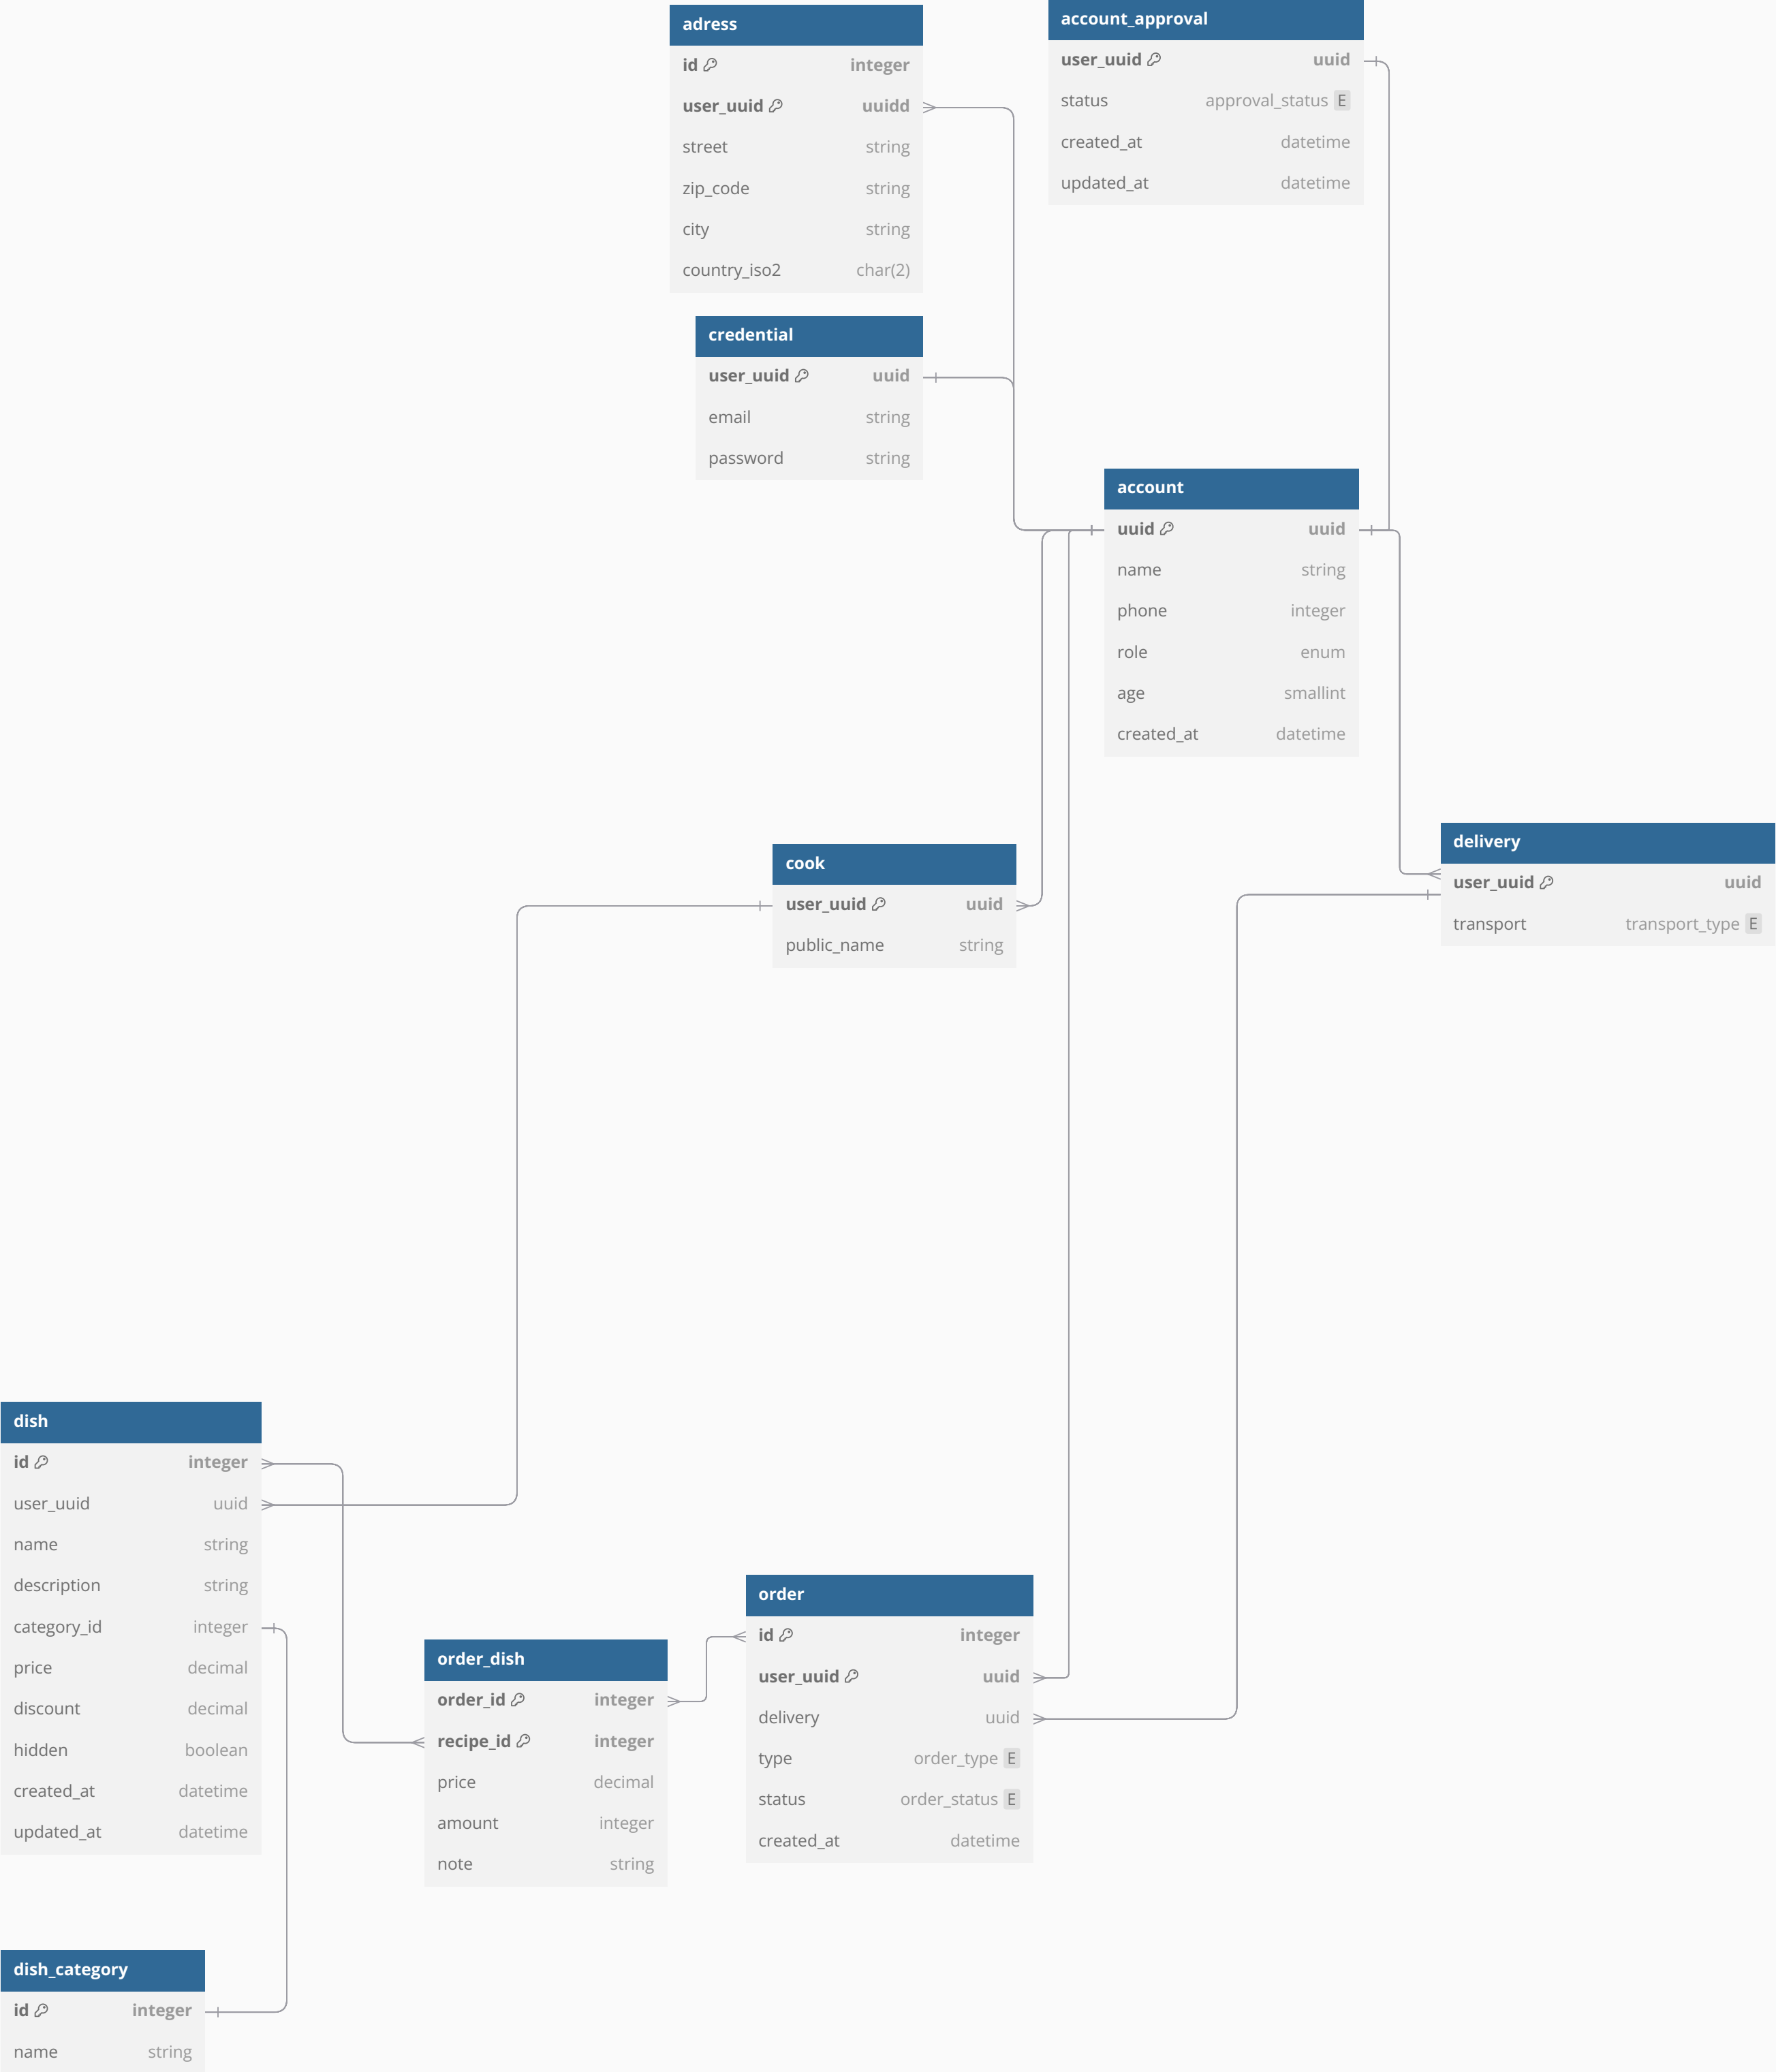 adress
id integer
user_uuid uuidd
street string
zip_code string
city string
country_iso2 char(2)
account_approval
user_uuid uuid
status approval_status E
created_at datetime
updated_at datetime
credential
user_uuid uuid
email string
password string
account
uuid uuid
name string
phone integer
role enum
age smallint
created_at datetime
cook
user_uuid uuid
public_name string
delivery
user_uuid uuid
transport transport_type E
dish
id integer
user_uuid uuid
name string
description string
category_id integer
price decimal
discount decimal
hidden boolean
created_at datetime
updated_at datetime
order_dish
order_id integer
recipe_id integer
price decimal
amount integer
note string
order
id integer
user_uuid uuid
delivery uuid
type order_type E
status order_status E
created_at datetime
dish_category
id integer
name string